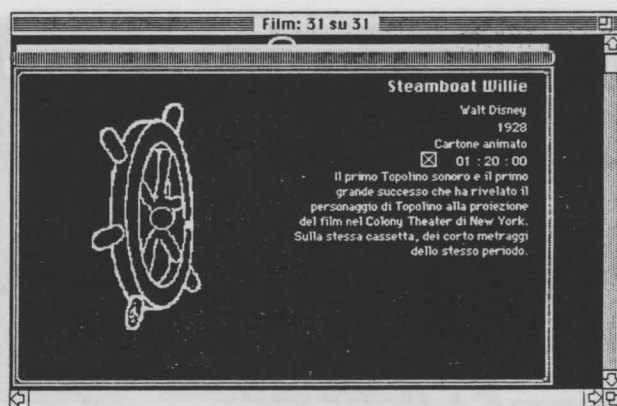 Film: 31 su 31
Steamboat Willie
Walt Disney
1928
Cartone animato
01 : 20 : 00
Il primo Topolino sonoro e il primo
grande successo che ha rivelato il
personaggio di Topolino alla proiezione
del film nel Colony Theater di New York.
Sulla stessa cassetta, dei corto metraggi
dello stesso periodo.